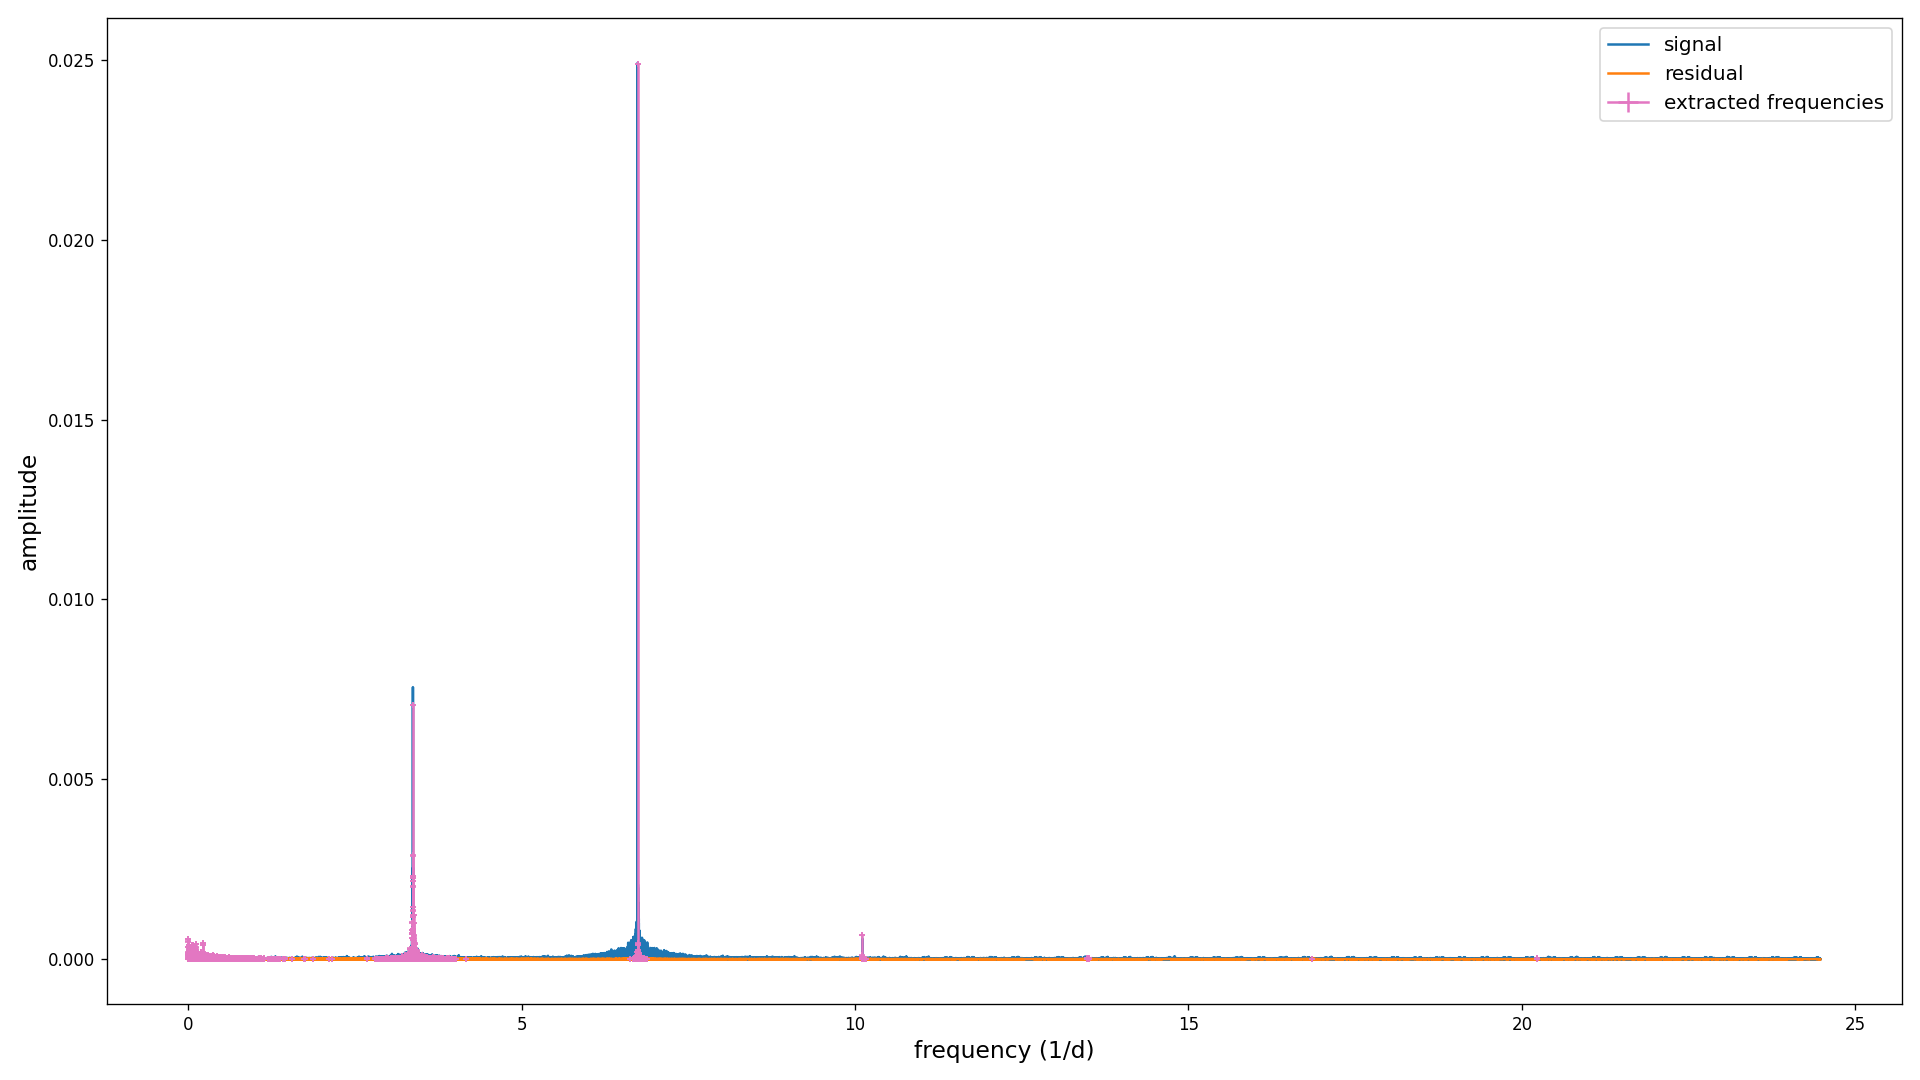 signal
residual
extracted frequencies
0.025
0.020
0.015
0.010
0.005
0.000
amplitude
0 5 10 15 20 25
frequency (1/d)